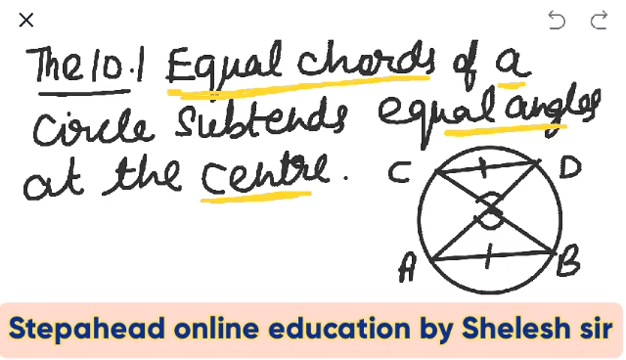 The 10.1 Equal chords of a
circle subtends equal angles
at the centre.
C D
A B
Stepahead online education by Shelesh sir